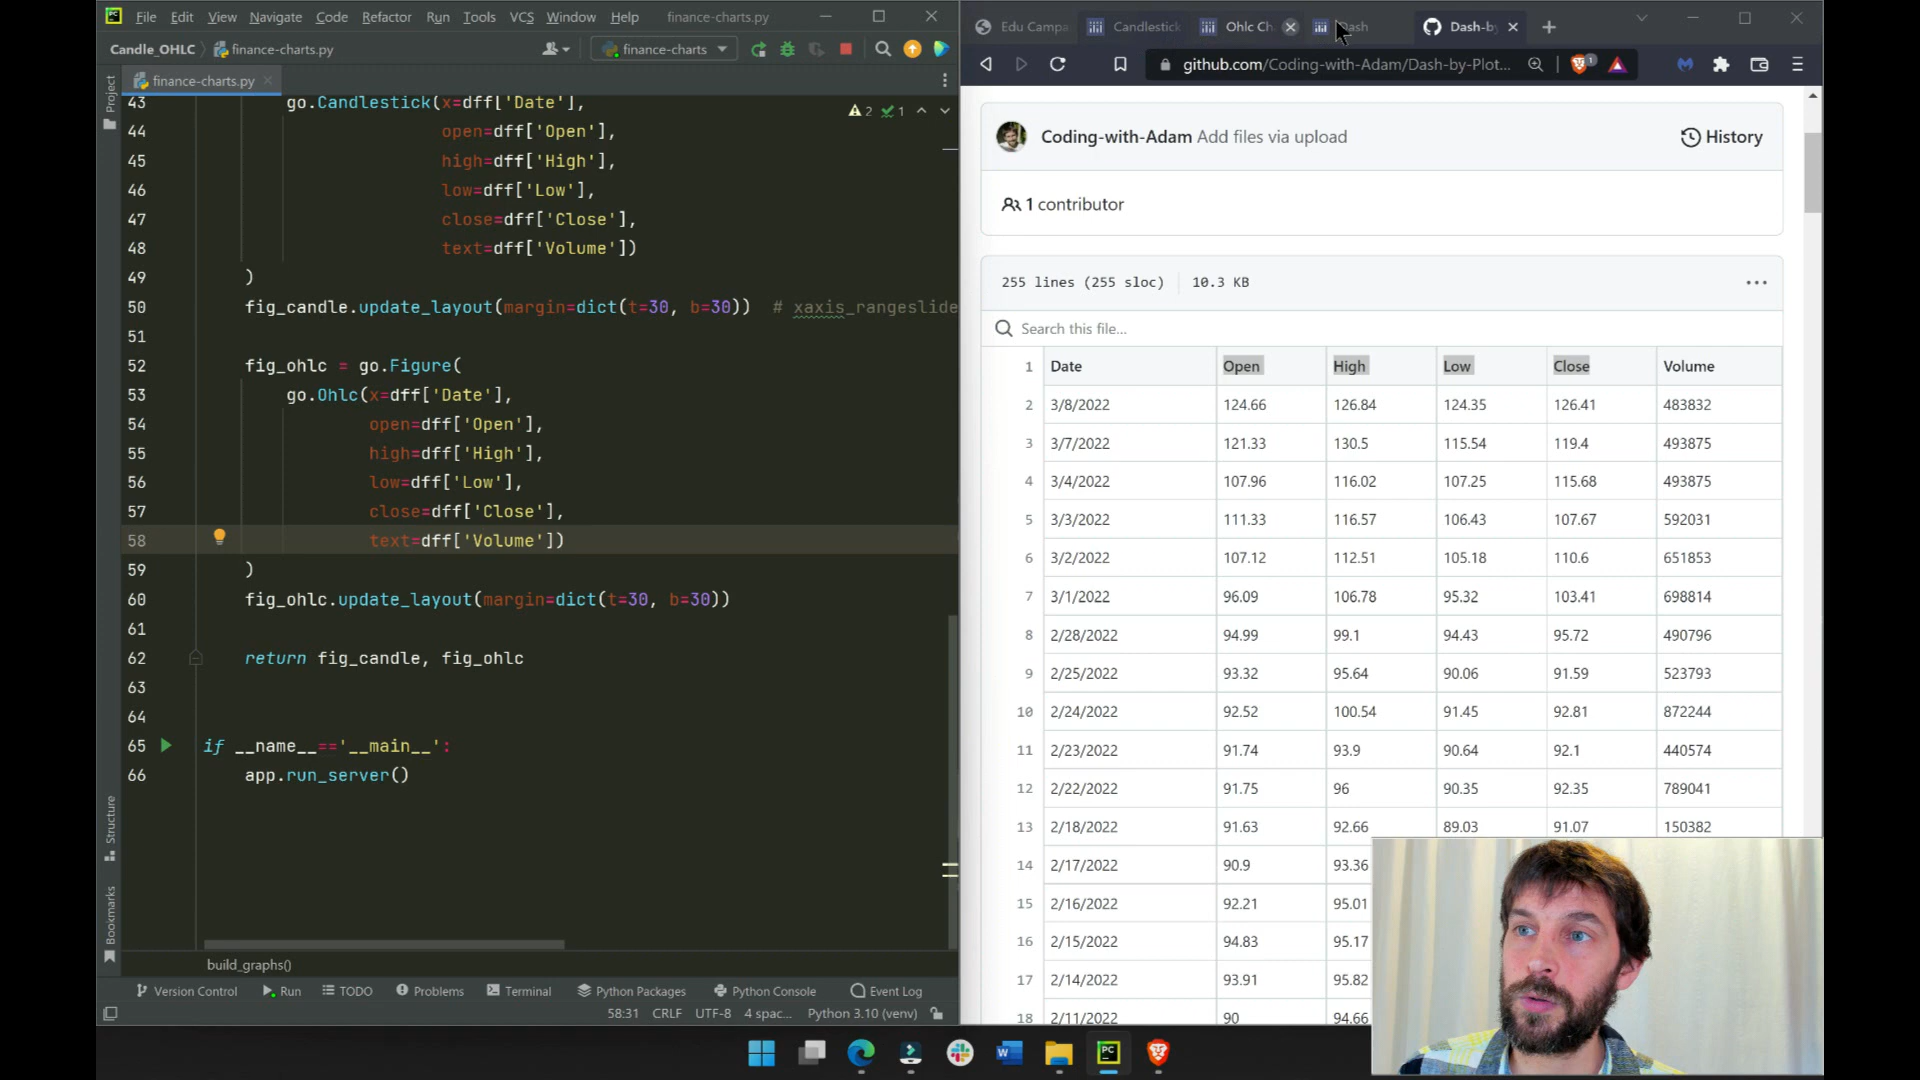 File Edit View Navigate Code Refactor Run Tools VCS Window Help finance-charts.py
Candle_OHLC finance-charts.py finance-charts
Project
finance-charts.py
2 1
43 go.Candlestick(x=dff['Date'],
44 open=dff['Open'],
45 high=dff['High'],
46 low=dff['Low'],
47 close=dff['Close'],
48 text=dff['Volume'])
49 )
50 fig_candle.update_layout(margin=dict(t=30, b=30)) # xaxis_rangeslide
51
52 fig_ohlc = go.Figure(
53 go.Ohlc(x=dff['Date'],
54 open=dff['Open'],
55 high=dff['High'],
56 low=dff['Low'],
57 close=dff['Close'],
58 text=dff['Volume'])
59 )
60 fig_ohlc.update_layout(margin=dict(t=30, b=30))
61
62 return fig_candle, fig_ohlc
63
64
65 if __name__=='__main__':
66 app.run_server()
Structure
Bookmarks
build_graphs()
Version Control Run TODO Problems Terminal Python Packages Python Console Event Log
58:31 CRLF UTF-8 4 spac... Python 3.10 (venv)
Edu Campa Candlestick Ohlc Ch Dash Dash-by
github.com/Coding-with-Adam/Dash-by-Plot... 1
Coding-with-Adam Add files via upload History
1 contributor
255 lines (255 sloc) 10.3 KB
Search this file...
1 Date Open High Low Close Volume
2 3/8/2022 124.66 126.84 124.35 126.41 483832
3 3/7/2022 121.33 130.5 115.54 119.4 493875
4 3/4/2022 107.96 116.02 107.25 115.68 493875
5 3/3/2022 111.33 116.57 106.43 107.67 592031
6 3/2/2022 107.12 112.51 105.18 110.6 651853
7 3/1/2022 96.09 106.78 95.32 103.41 698814
8 2/28/2022 94.99 99.1 94.43 95.72 490796
9 2/25/2022 93.32 95.64 90.06 91.59 523793
10 2/24/2022 92.52 100.54 91.45 92.81 872244
11 2/23/2022 91.74 93.9 90.64 92.1 440574
12 2/22/2022 91.75 96 90.35 92.35 789041
13 2/18/2022 91.63 92.66 89.03 91.07 150382
14 2/17/2022 90.9 93.36
15 2/16/2022 92.21 95.01
16 2/15/2022 94.83 95.17
17 2/14/2022 93.91 95.82
18 2/11/2022 90 94.66
PC